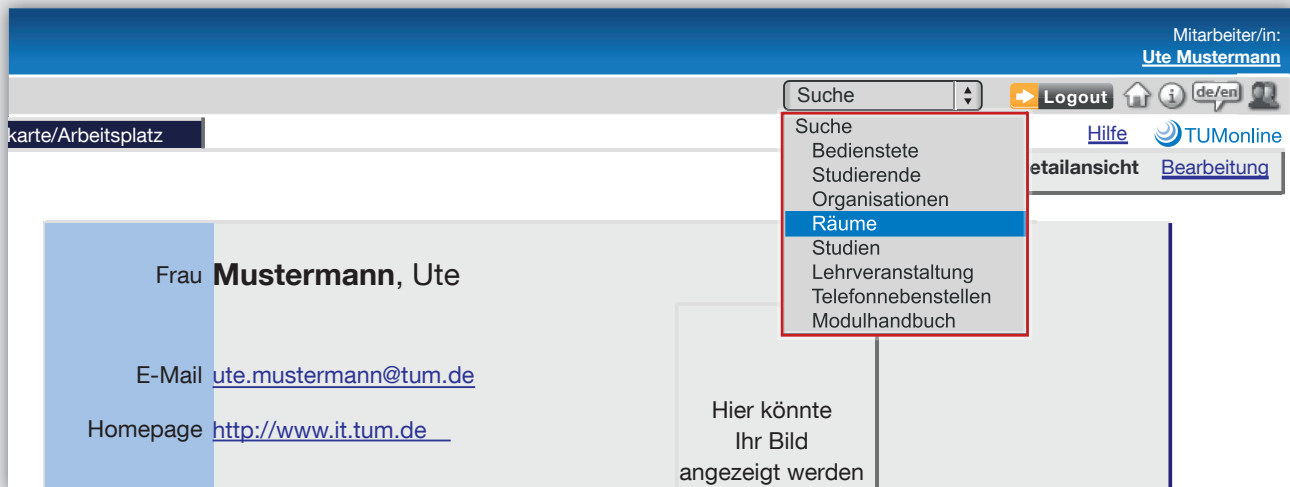 Mitarbeiter/in:
Ute Mustermann
Suche
Logout
de/en
karte/Arbeitsplatz
Suche
Bedienstete
Studierende
Organisationen
Räume
Studien
Lehrveranstaltung
Telefonnebenstellen
Modulhandbuch
Hilfe TUMonline
etailansicht Bearbeitung
Frau Mustermann, Ute
E-Mail ute.mustermann@tum.de
Homepage http://www.it.tum.de
Hier könnte
Ihr Bild
angezeigt werden